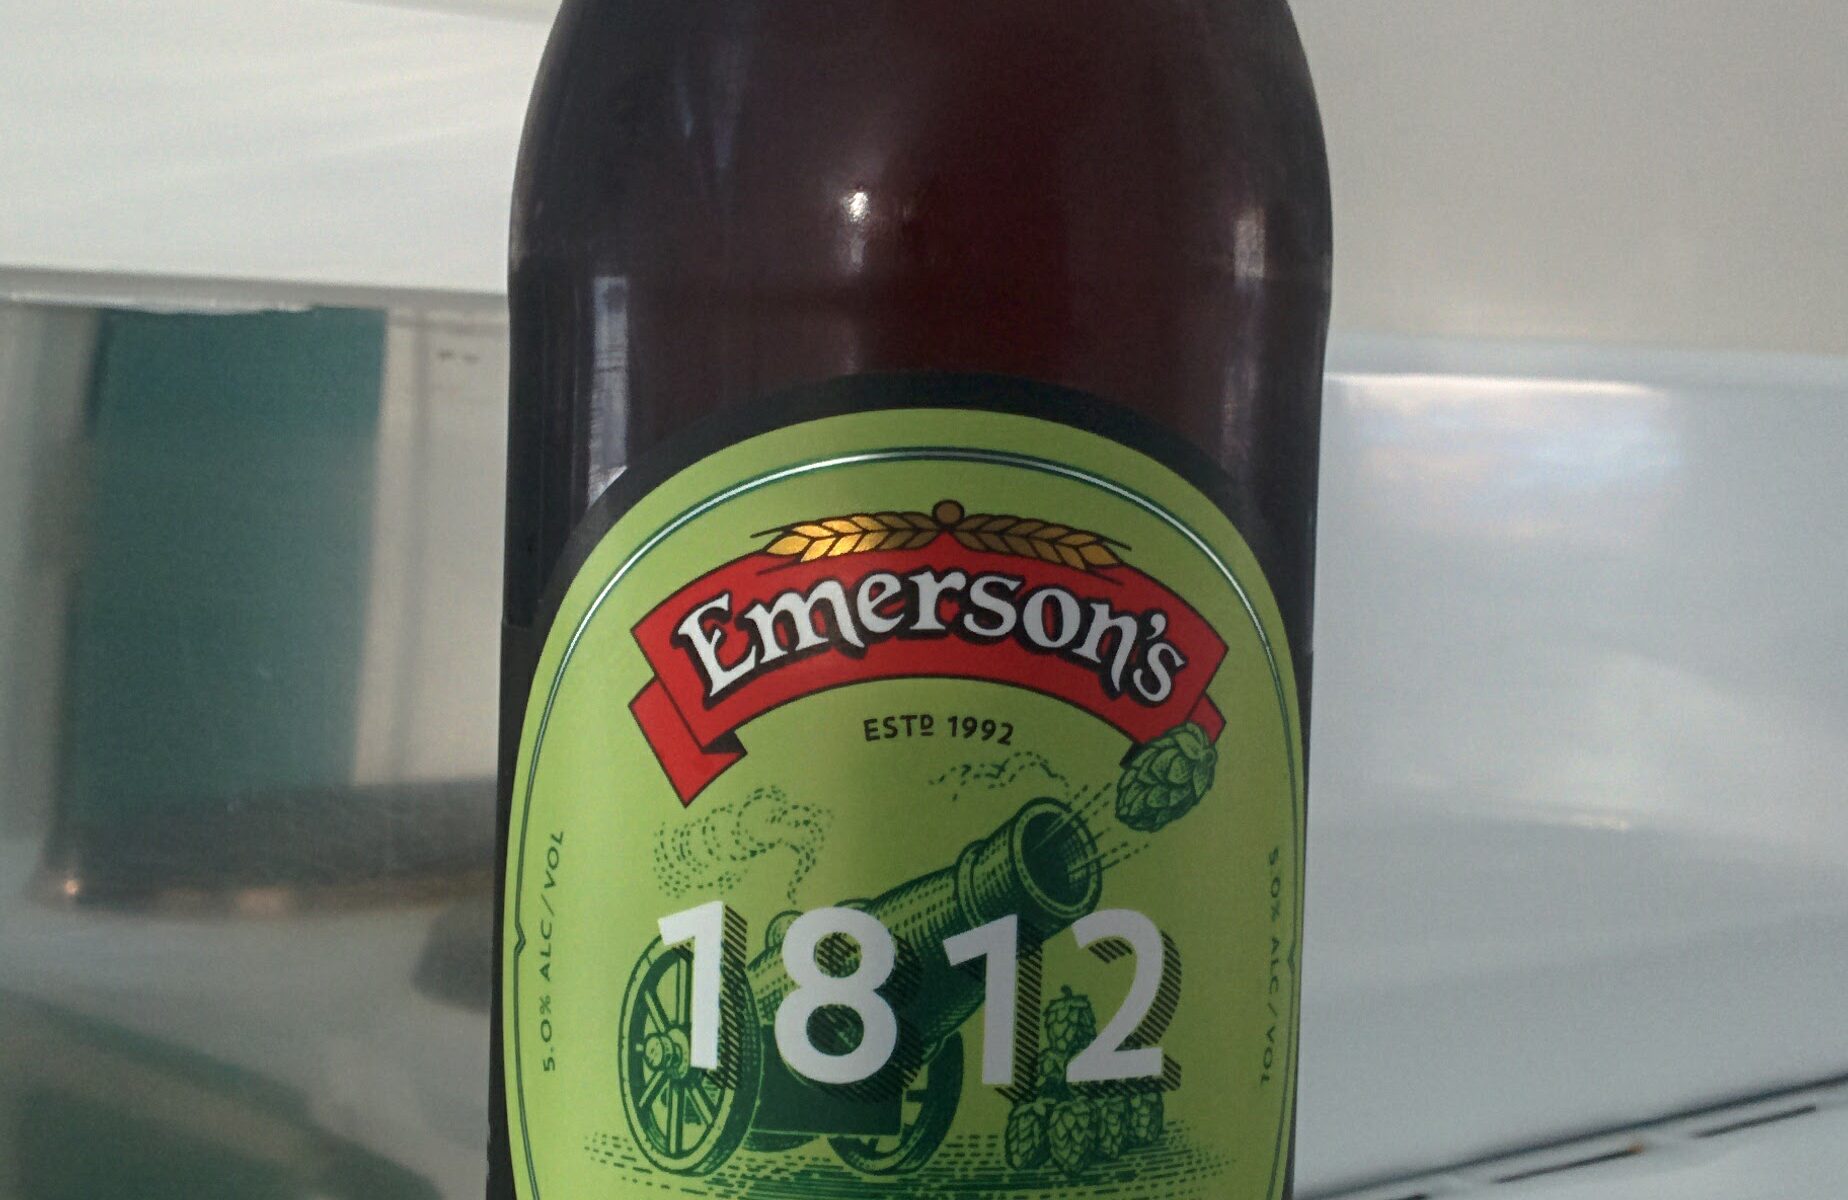 Emerson's
ESTD 1992
1812
5.0% ALC/VOL
5.0% ALC/VOL